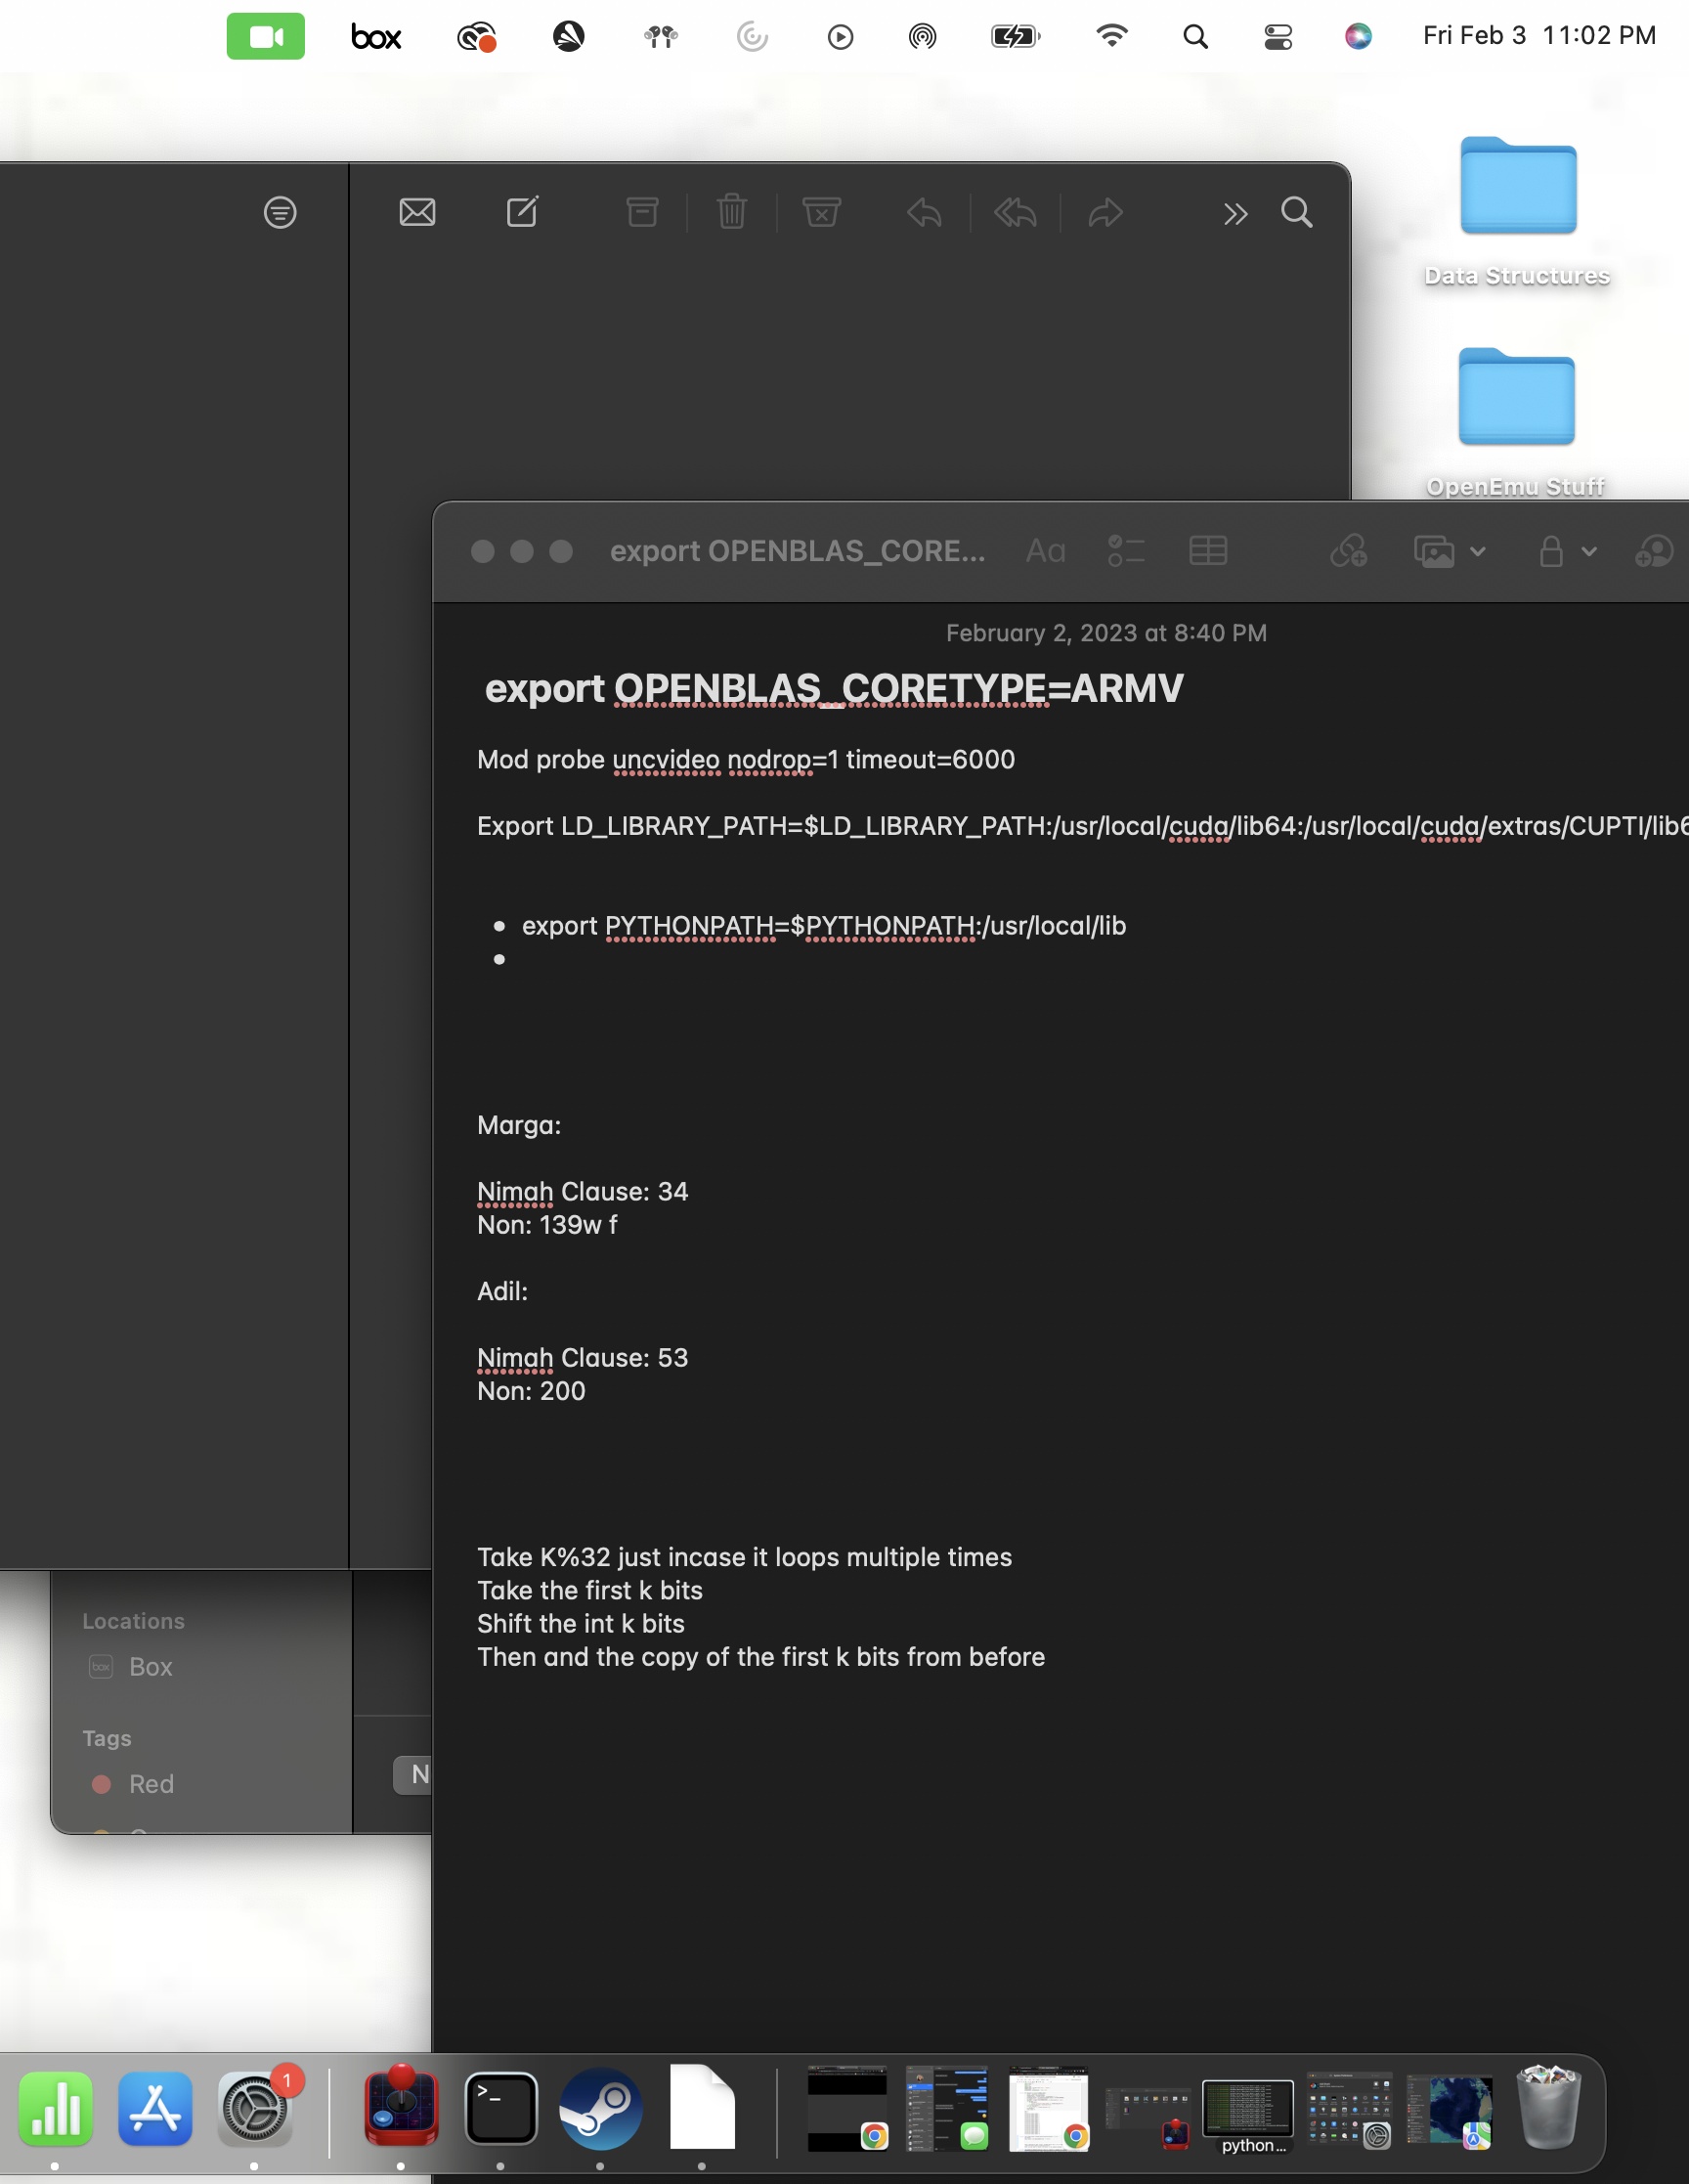 box
Fri Feb 3 11:02 PM
Data Structures
OpenEmu Stuff
export OPENBLAS_CORE...
Aa
February 2, 2023 at 8:40 PM
export OPENBLAS_CORETYPE=ARMV
Mod probe uncvideo nodrop=1 timeout=6000
Export LD_LIBRARY_PATH=$LD_LIBRARY_PATH:/usr/local/cuda/lib64:/usr/local/cuda/extras/CUPTI/lib6
export PYTHONPATH=$PYTHONPATH:/usr/local/lib
Marga:
Nimah Clause: 34
Non: 139w f
Adil:
Nimah Clause: 53
Non: 200
Take K%32 just incase it loops multiple times
Take the first k bits
Shift the int k bits
Then and the copy of the first k bits from before
Locations
box Box
Tags
Red
N
1
>_
python...